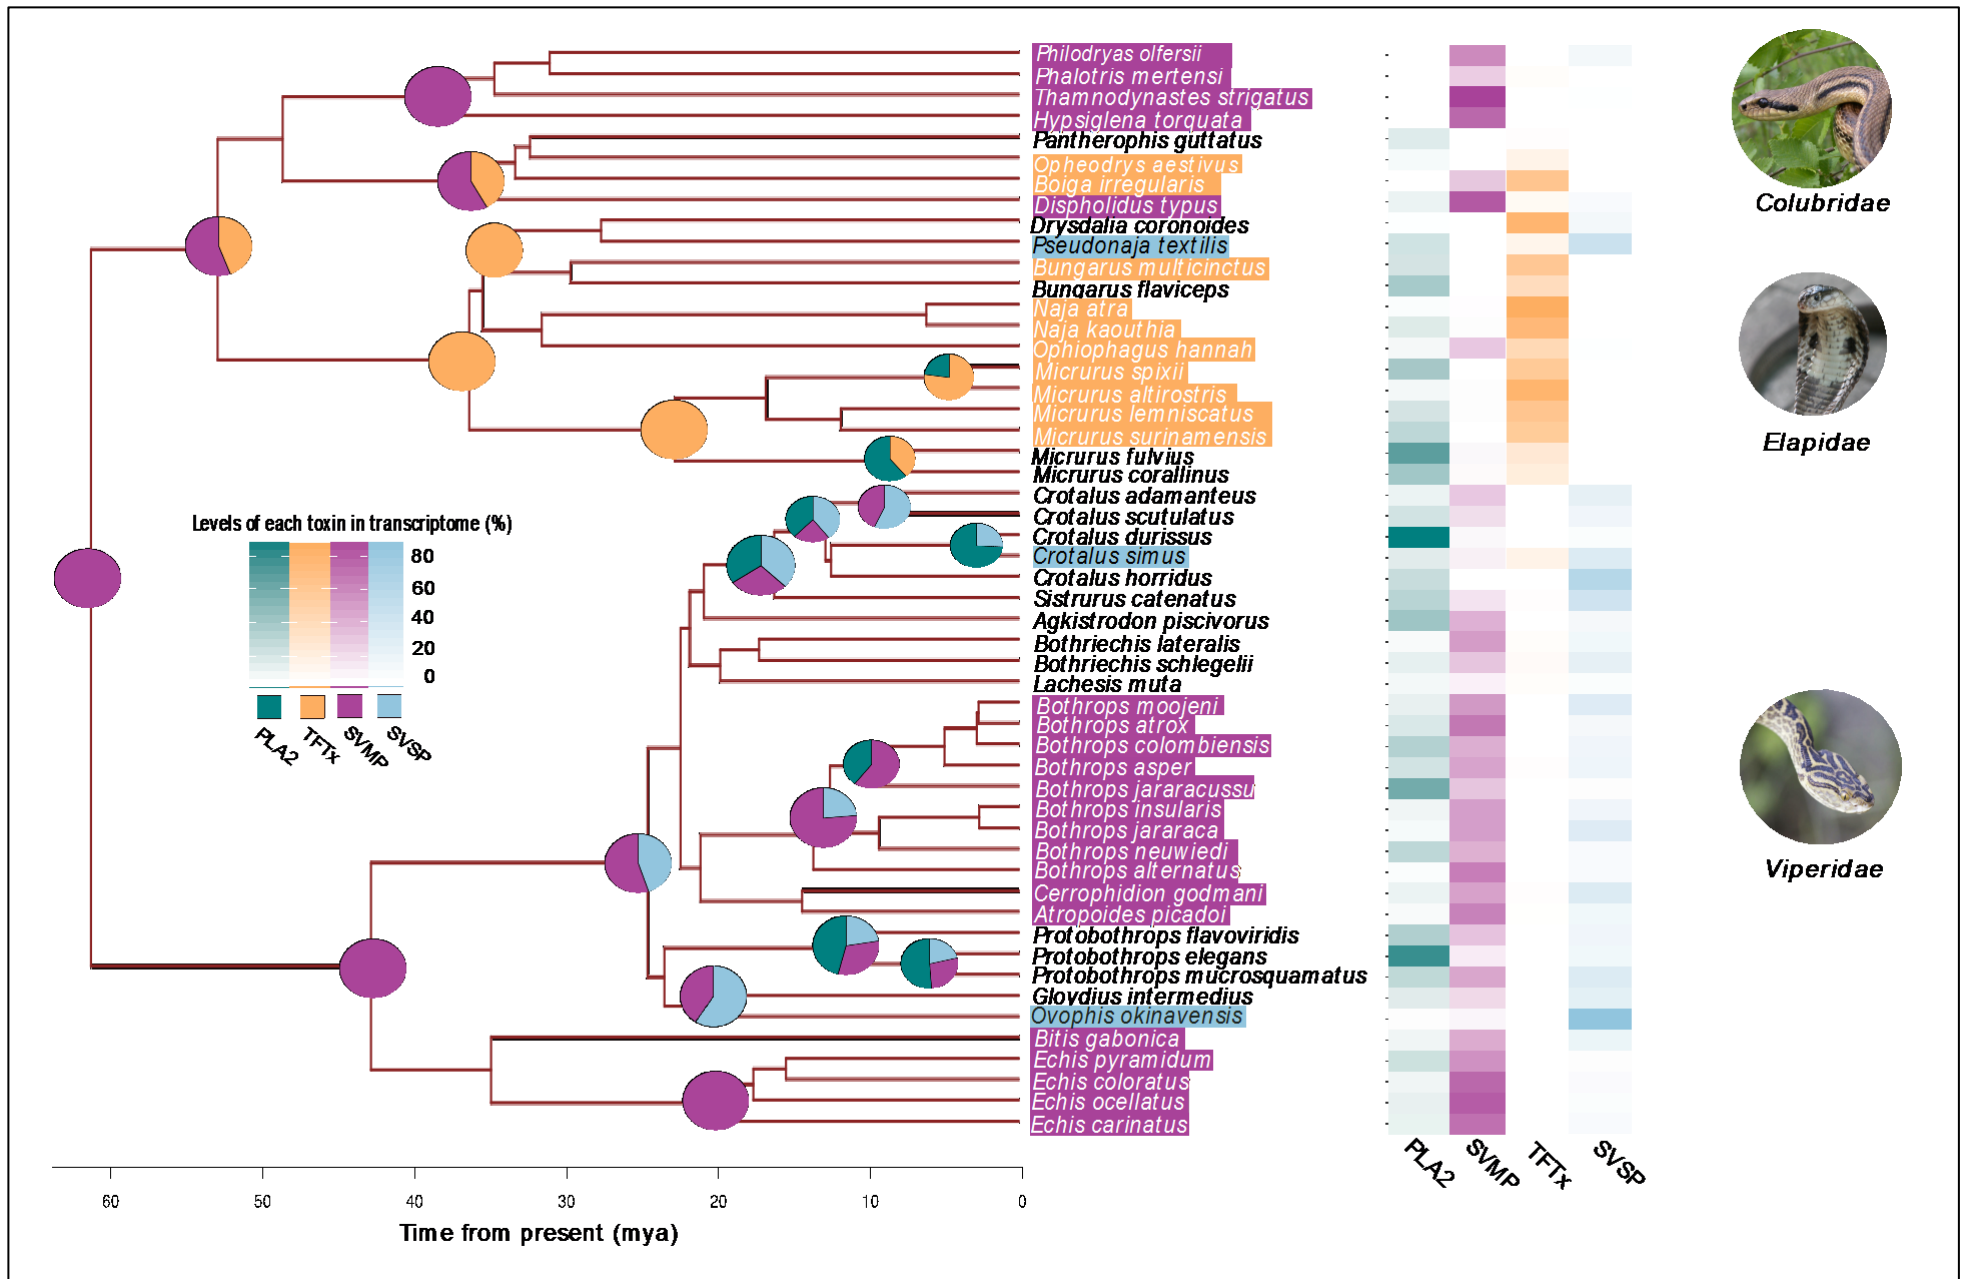 Philodryas olfersii
Phalotris mertensi
Thamnodynastes strigatus
Hypsiglena torquata
Pantherophis guttatus
Opheodrys aestivus
Boiga irregularis
Dispholidus typus
Colubridae
Drysdalia coronoides
Pseudonaja textilis
Bungarus multicinctus
Bungarus flaviceps
Naja atra
Naja kaouthia
Ophiophagus hannah
Micrurus spixii
Micrurus altirostris
Micrurus lemniscatus
Micrurus surinamensis
Elapidae
Micrurus fulvius
Micrurus corallinus
Crotalus adamanteus
Crotalus scutulatus
Crotalus durissus
Crotalus simus
Crotalus horridus
Sistrurus catenatus
Agkistrodon piscivorus
Bothriechis lateralis
Bothriechis schlegelii
Lachesis muta
Levels of each toxin in transcriptome (%)
80
60
40
20
0
PLA2 TFTx SVMP SVSP
Bothrops moojeni
Bothrops atrox
Bothrops colombiensis
Bothrops asper
Bothrops jararacussu
Bothrops insularis
Bothrops jararaca
Bothrops neuwiedi
Bothrops alternatus
Viperidae
Cerrophidion godmani
Atropoides picadoi
Protobothrops flavoviridis
Protobothrops elegans
Protobothrops mucrosquamatus
Gloydius intermedius
Ovophis okinavensis
Bitis gabonica
Echis pyramidum
Echis coloratus
Echis ocellatus
Echis carinatus
PLA2 SVMP TFTx SVSP
60 50 40 30 20 10 0
Time from present (mya)